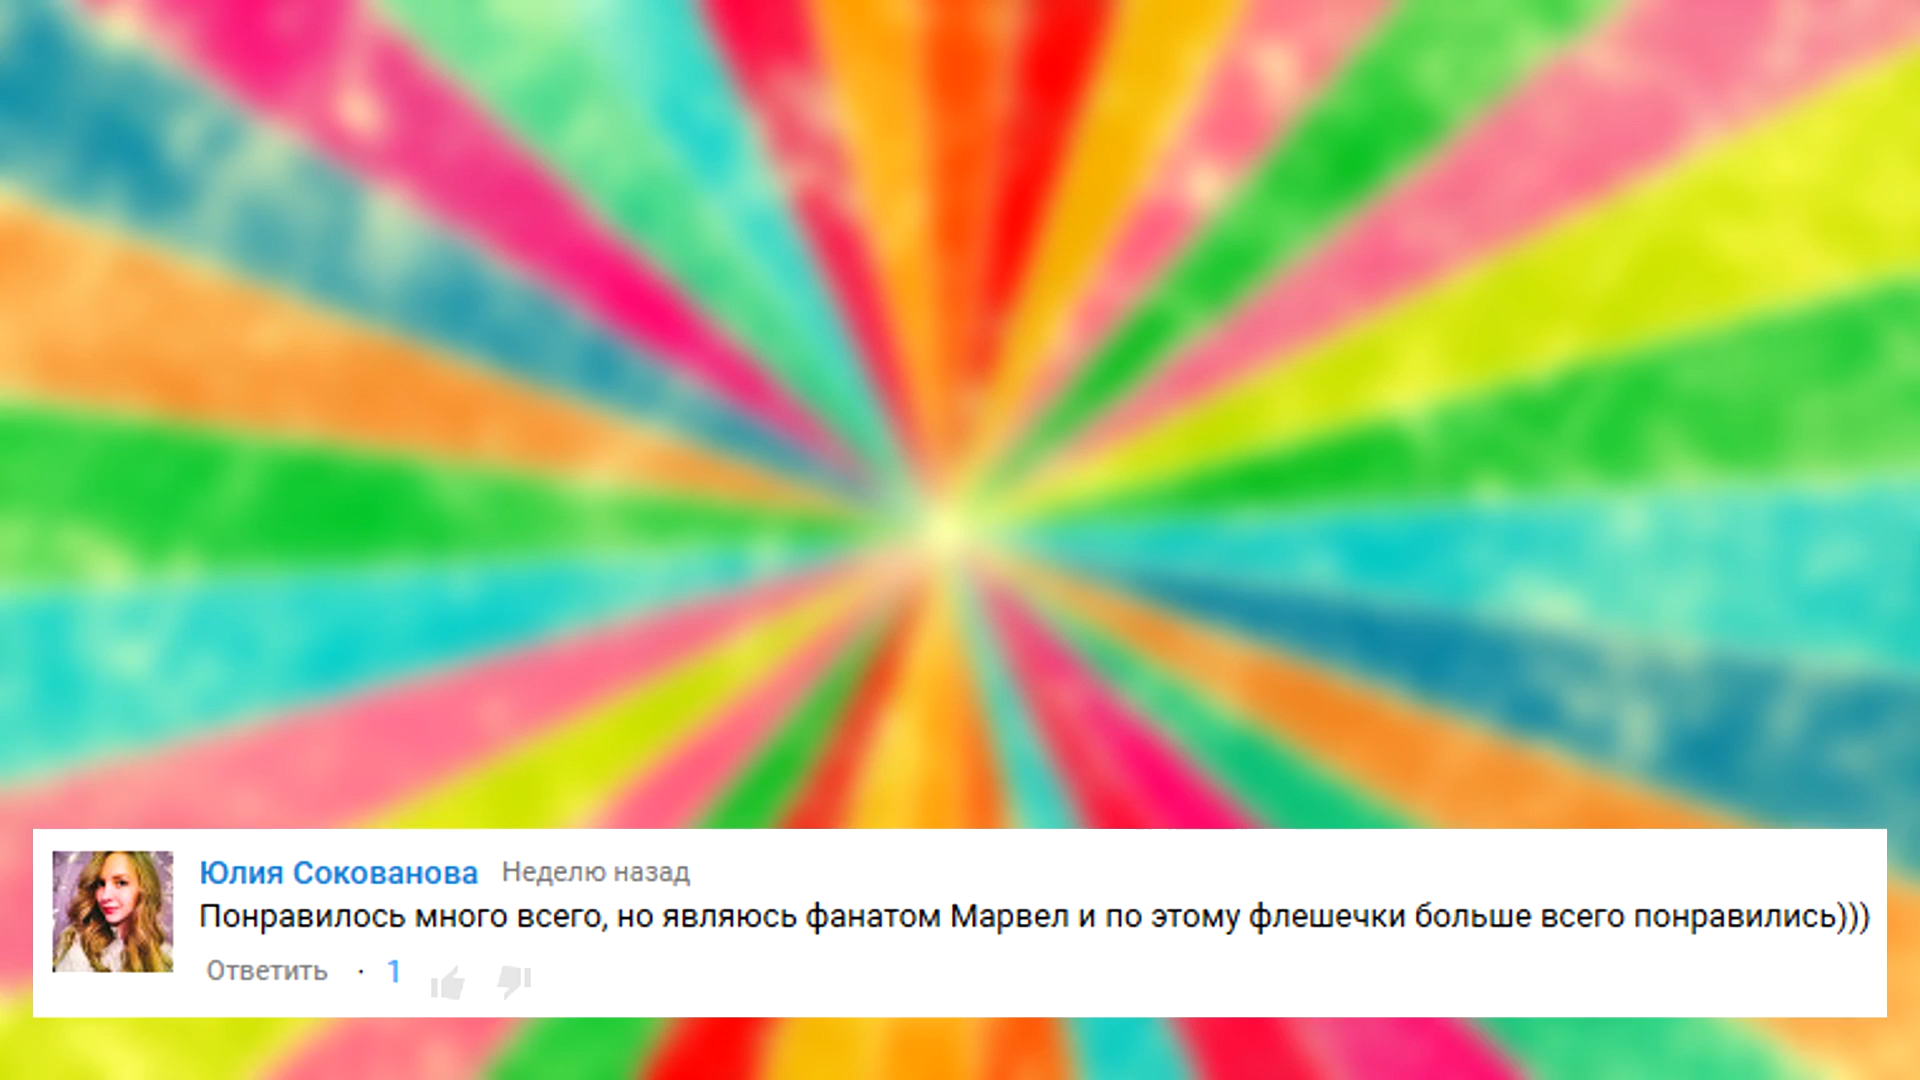 Юлия Сокованова Неделю назад
Понравилось много всего, но являюсь фанатом Марвел и по этому флешечки больше всего понравились)))
Ответить · 1